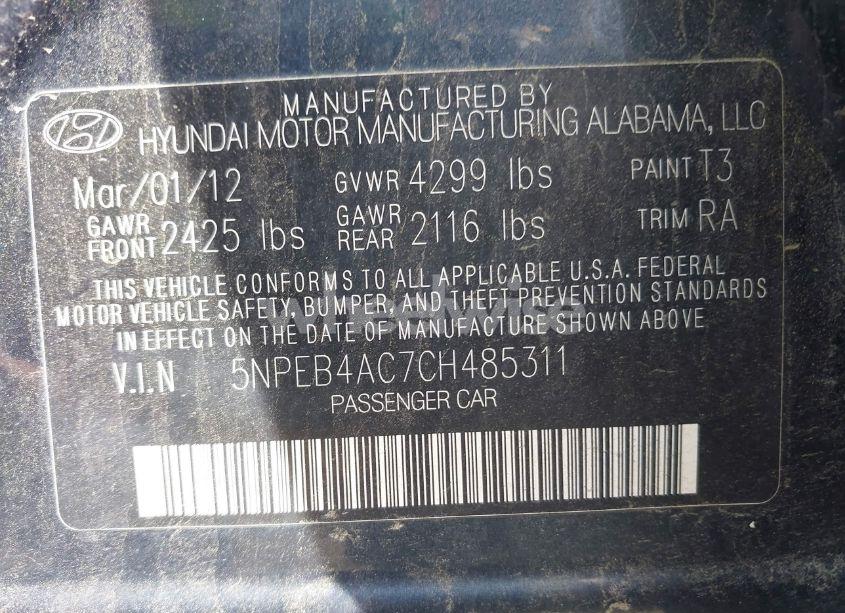 MANUFACTURED BY
HYUNDAI MOTOR MANUFACTURING ALABAMA, LLC
Mar/01/12 GVWR 4299 lbs PAINT T3
GAWR FRONT 2425 lbs GAWR REAR 2116 lbs TRIM RA
THIS VEHICLE CONFORMS TO ALL APPLICABLE U.S.A. FEDERAL
MOTOR VEHICLE SAFETY, BUMPER, AND THEFT PREVENTION STANDARDS
IN EFFECT ON THE DATE OF MANUFACTURE SHOWN ABOVE
V.I.N 5NPEB4AC7CH485311
PASSENGER CAR